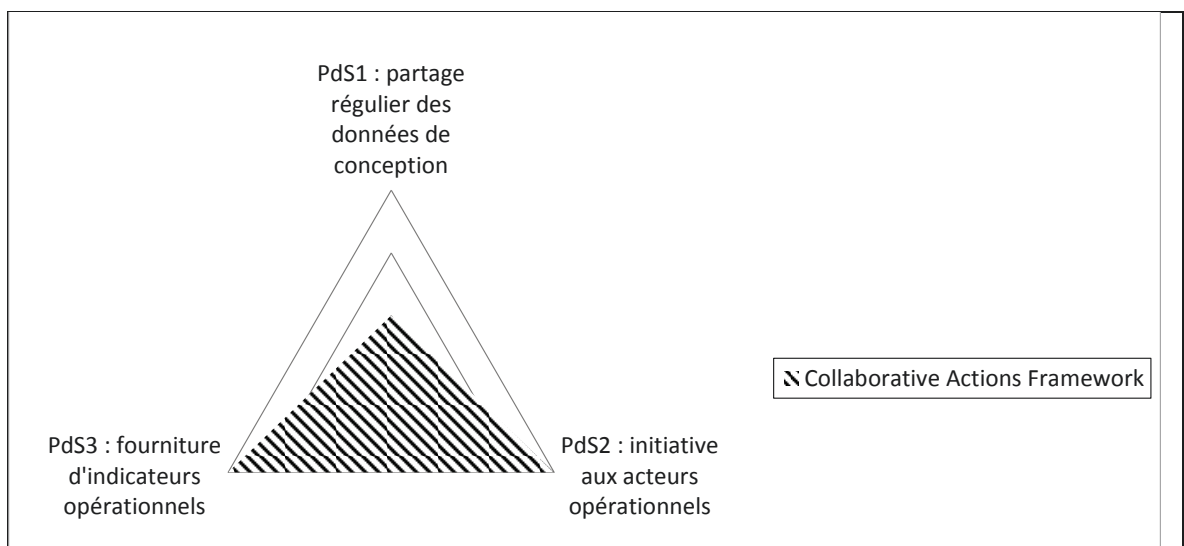 PdS1 : partage
régulier des
données de
conception
Collaborative Actions Framework
PdS3 : fourniture
d'indicateurs
opérationnels
PdS2 : initiative
aux acteurs
opérationnels